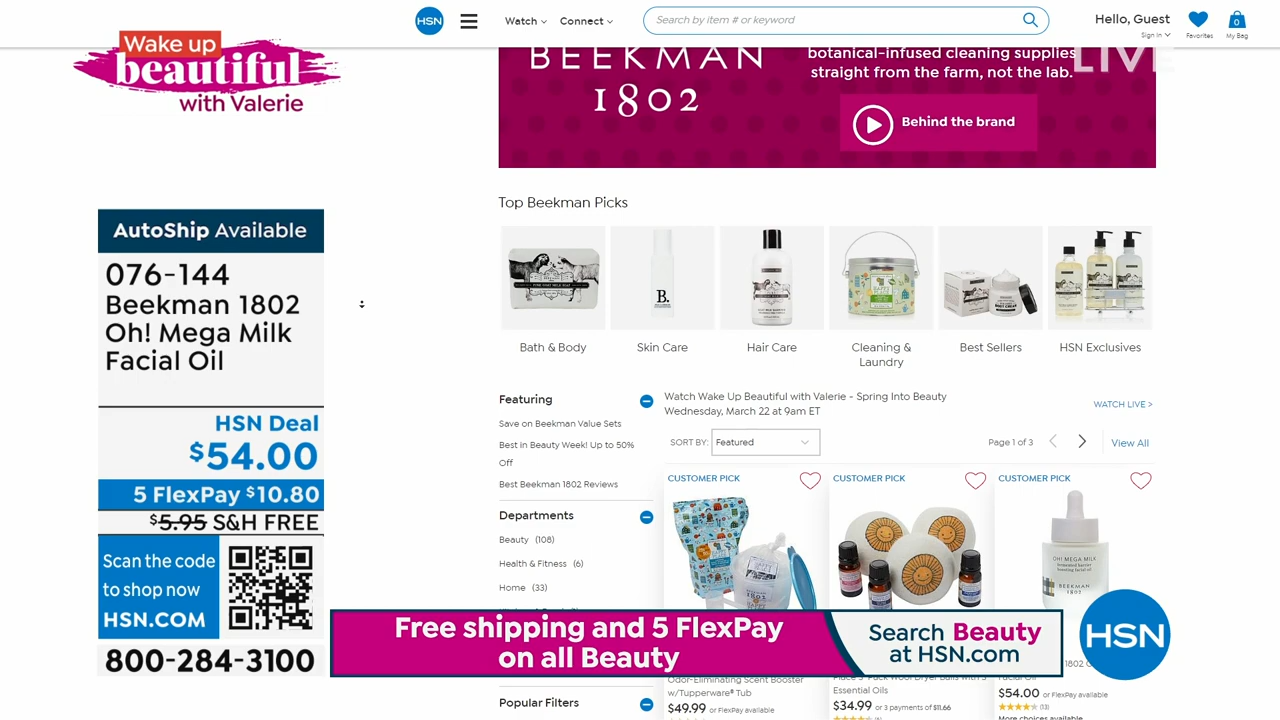 HSN
Watch
Connect
Search by item # or keyword
Hello, Guest
Sign in
Favorites
0
My Bag
Wake up
beautiful
with Valerie
LIVE
BEEKMAN
1802
botanical-infused cleaning supplies
straight from the farm, not the lab.
Behind the brand
Top Beekman Picks
B.
Bath & Body
Skin Care
Hair Care
Cleaning &
Laundry
Best Sellers
HSN Exclusives
AutoShip Available
076-144
Beekman 1802
Oh! Mega Milk
Facial Oil
HSN Deal
$54.00
5 FlexPay $10.80
$5.95 S&H FREE
Scan the code
to shop now
HSN.COM
800-284-3100
Featuring
Save on Beekman Value Sets
Best in Beauty Week! Up to 50%
Off
Best Beekman 1802 Reviews
Departments
Beauty (108)
Health & Fitness (6)
Home (33)
Popular Filters
Watch Wake Up Beautiful with Valerie - Spring Into Beauty
Wednesday, March 22 at 9am ET
WATCH LIVE >
SORT BY:
Featured
Page 1 of 3
View All
CUSTOMER PICK
CUSTOMER PICK
CUSTOMER PICK
OH! MEGA MILK
BEEKMAN
1802
Free shipping and 5 FlexPay
on all Beauty
Search Beauty
at HSN.com
HSN
Odor-Eliminating Scent Booster
w/Tupperware® Tub
$49.99 or FlexPay available
Essential Oils
$34.99 or 3 payments of $11.66
Facial Oil
$54.00 or FlexPay available
(13)
More choices available